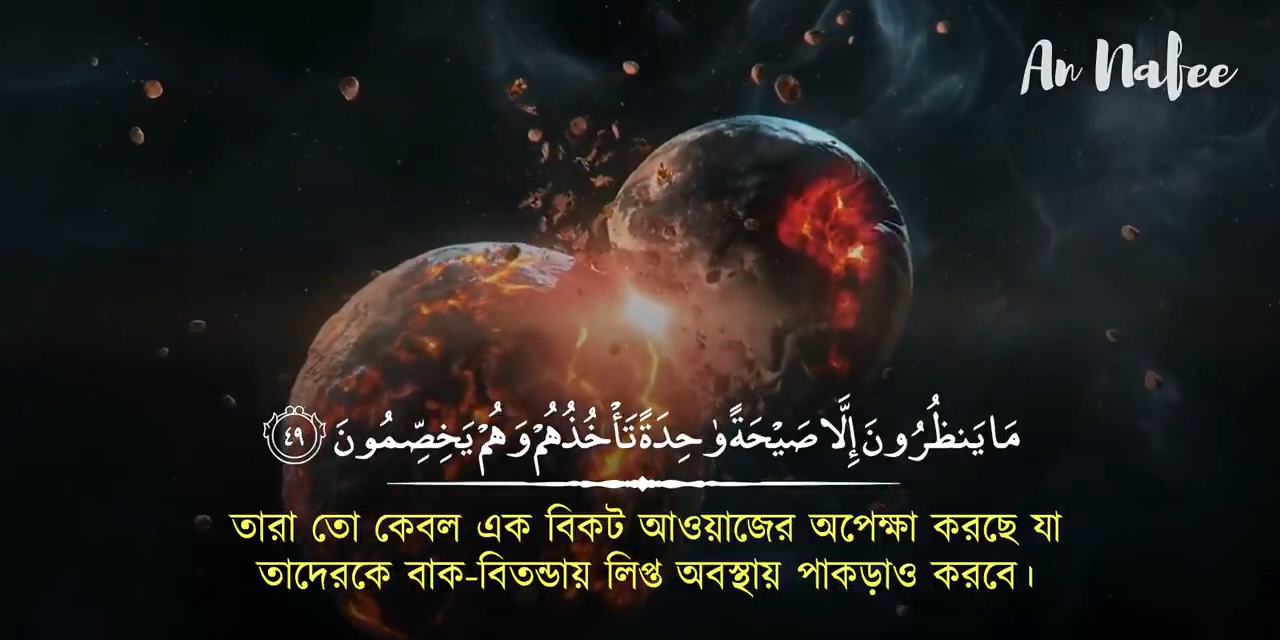 An Nafee
مَا يَنظُرُونَ إِلَّا صَيْحَةً وَٰحِدَةً تَأْخُذُهُمْ وَهُمْ يَخِصِّمُونَ ٤٩
তারা তো কেবল এক বিকট আওয়াজের অপেক্ষা করছে যা
তাদেরকে বাক-বিতন্ডায় লিপ্ত অবস্থায় পাকড়াও করবে।